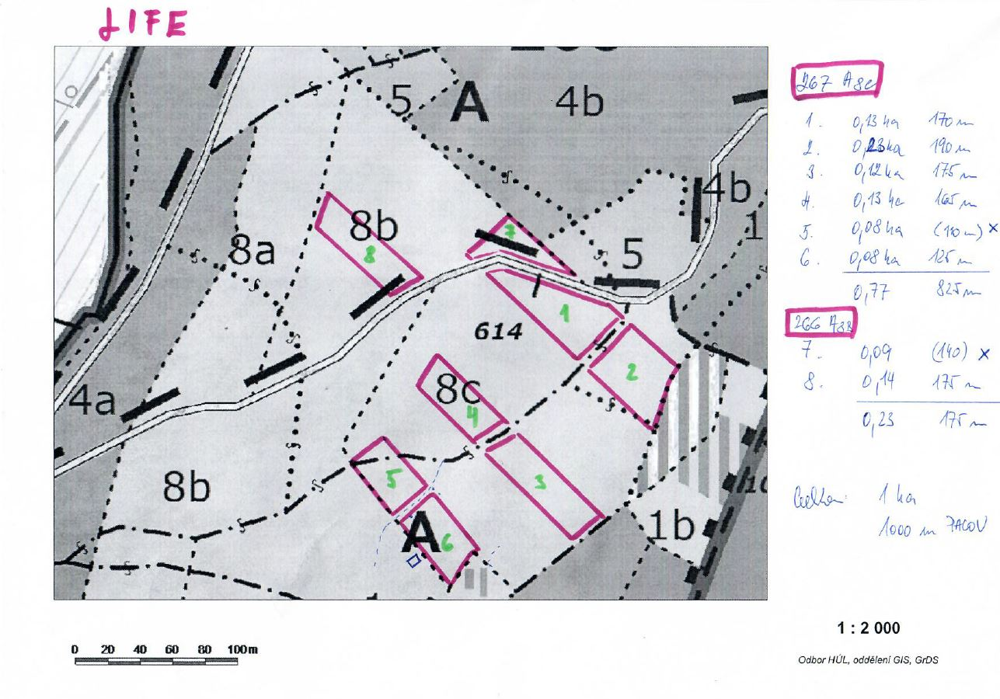 LIFE
5
A
4b
4b
1
8b
7
8
8a
5
614
1
2
8c
4
4a
5
3
8b
A
6
1b
0 20 40 60 80 100m
1 : 2 000
Odbor HÚL, oddělení GIS, GrDS
267 A 8c
1. 0,13 ha 170 m
2. 0,23 ha 190 m
3. 0,12 ha 175 m
4. 0,13 ha 165 m
5. 0,08 ha (110 m) x
6. 0,08 ha 125 m
0,77 825 m
266 A 8b
7. 0,09 (140) x
8. 0,14 175 m
0,23 175 m
Celkem: 1 ha
1000 m